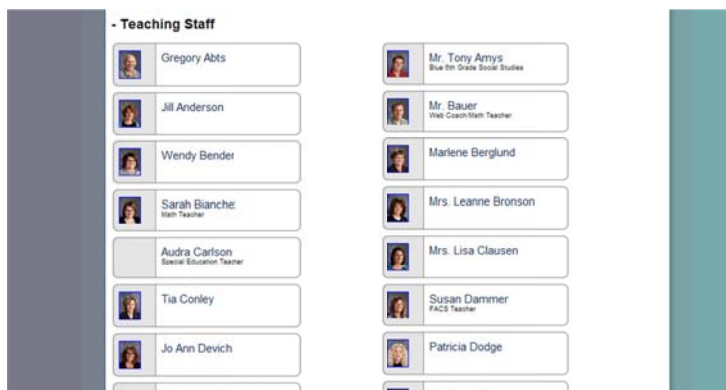 - Teaching Staff
Gregory Abts
Mr. Tony Amys
Blue 6th Grade Social Studies
Jill Anderson
Mr. Bauer
Web Coach/Math Teacher
Wendy Bender
Marlene Berglund
Sarah Bianche
Math Teacher
Mrs. Leanne Bronson
Audra Carlson
Special Education Teacher
Mrs. Lisa Clausen
Tia Conley
Susan Dammer
FACS Teacher
Jo Ann Devich
Patricia Dodge